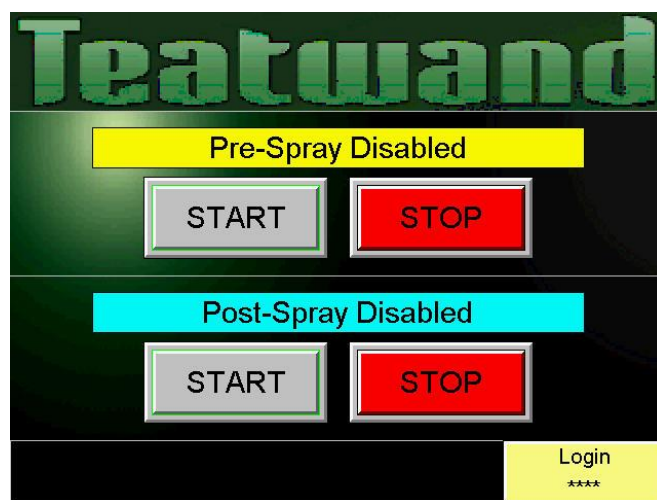 Teatwand
Pre-Spray Disabled
START STOP
Post-Spray Disabled
START STOP
Login
****